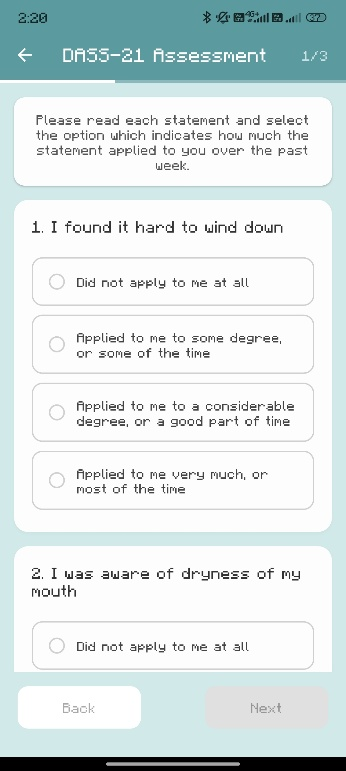 2:20
DASS-21 Assessment 1/3
Please read each statement and select
the option which indicates how much the
statement applied to you over the past
week.
1. I found it hard to wind down
Did not apply to me at all
Applied to me to some degree,
or some of the time
Applied to me to a considerable
degree, or a good part of time
Applied to me very much, or
most of the time
2. I was aware of dryness of my
mouth
Did not apply to me at all
Back Next